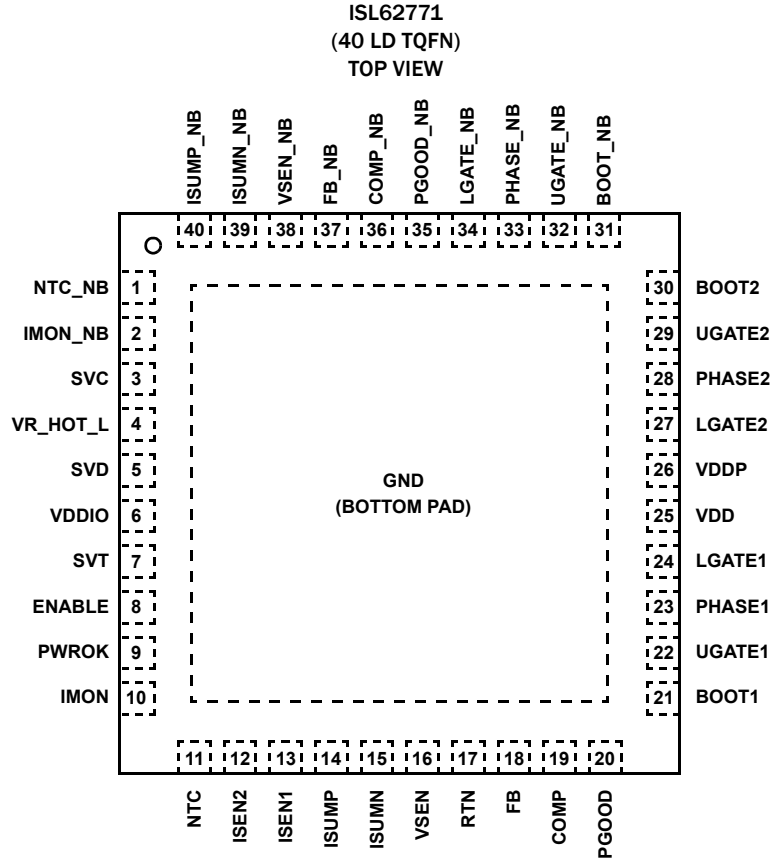 ISL62771
(40 LD TQFN)
TOP VIEW
ISUMP_NB
ISUMN_NB
VSEN_NB
FB_NB
COMP_NB
PGOOD_NB
LGATE_NB
PHASE_NB
UGATE_NB
BOOT_NB
40 39 38 37 36 35 34 33 32 31
NTC_NB 1
IMON_NB 2
SVC 3
VR_HOT_L 4
SVD 5
VDDIO 6
SVT 7
ENABLE 8
PWROK 9
IMON 10
GND
(BOTTOM PAD)
30 BOOT2
29 UGATE2
28 PHASE2
27 LGATE2
26 VDDP
25 VDD
24 LGATE1
23 PHASE1
22 UGATE1
21 BOOT1
11 12 13 14 15 16 17 18 19 20
NTC
ISEN2
ISEN1
ISUMP
ISUMN
VSEN
RTN
FB
COMP
PGOOD